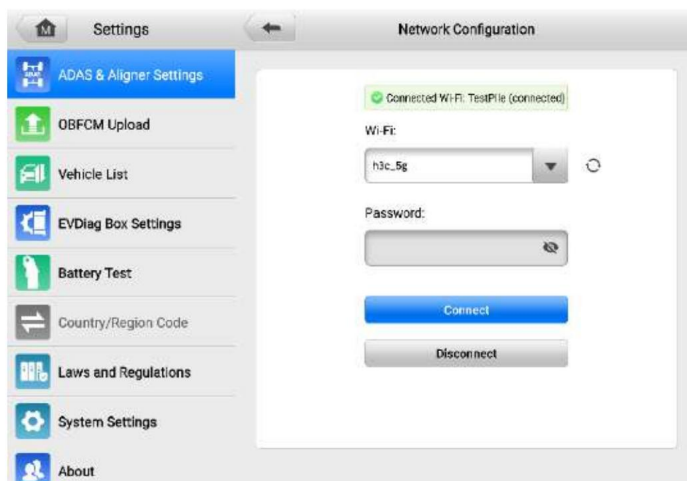 Settings
Network Configuration
ADAS
ADAS & Aligner Settings
OBFCM Upload
Vehicle List
EVDiag Box Settings
Battery Test
Country/Region Code
Laws and Regulations
System Settings
About
Connected Wi-Fi: TestPile (connected)
Wi-Fi:
h3c_5g
Password:
Connect
Disconnect